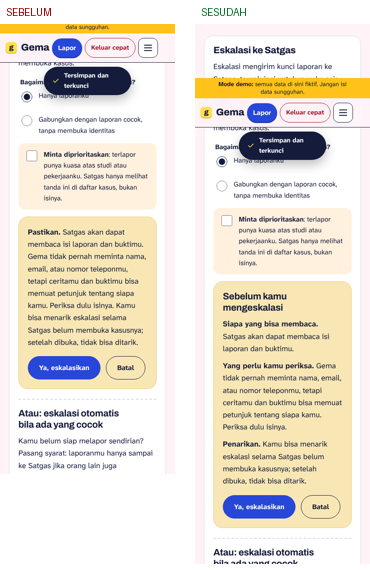 SEBELUM
data sungguhan.
g Gema Lapor Keluar cepat
membuka kasus.
Tersimpan dan
terkunci
Hanya laporanku
Gabungkan dengan laporan cocok,
tanpa membuka identitas
Minta diprioritaskan: terlapor
punya kuasa atas studi atau
pekerjaanku. Satgas hanya melihat
tanda ini di daftar kasus, bukan
isinya.
Pastikan. Satgas akan dapat
membaca isi laporan dan buktimu.
Gema tidak pernah meminta nama,
email, atau nomor teleponmu,
tetapi ceritamu dan buktimu bisa
memuat petunjuk tentang siapa
kamu. Periksa dulu isinya. Kamu
bisa menarik eskalasi selama
Satgas belum membuka kasusnya;
setelah dibuka, tidak bisa ditarik.
Ya, eskalasikan Batal
Atau: eskalasi otomatis
bila ada yang cocok
Kamu belum siap melapor sendirian?
Pasang syarat: laporanmu hanya sampai
ke Satgas jika orang lain juga
SESUDAH
Eskalasi ke Satgas
Eskalasi mengirim kunci laporan ke
Mode demo: semua data di sini fiktif. Jangan isi
data sungguhan.
g Gema Lapor Keluar cepat
membuka kasus.
Tersimpan dan
terkunci
Hanya laporanku
Gabungkan dengan laporan cocok,
tanpa membuka identitas
Minta diprioritaskan: terlapor
punya kuasa atas studi atau
pekerjaanku. Satgas hanya melihat
tanda ini di daftar kasus, bukan
isinya.
Sebelum kamu
mengeskalasi
Siapa yang bisa membaca.
Satgas akan dapat membaca isi
laporan dan buktimu.
Yang perlu kamu periksa. Gema
tidak pernah meminta nama, email,
atau nomor teleponmu, tetapi
ceritamu dan buktimu bisa memuat
petunjuk tentang siapa kamu.
Periksa dulu isinya.
Penarikan. Kamu bisa menarik
eskalasi selama Satgas belum
membuka kasusnya; setelah
dibuka, tidak bisa ditarik.
Ya, eskalasikan Batal
Atau: eskalasi otomatis